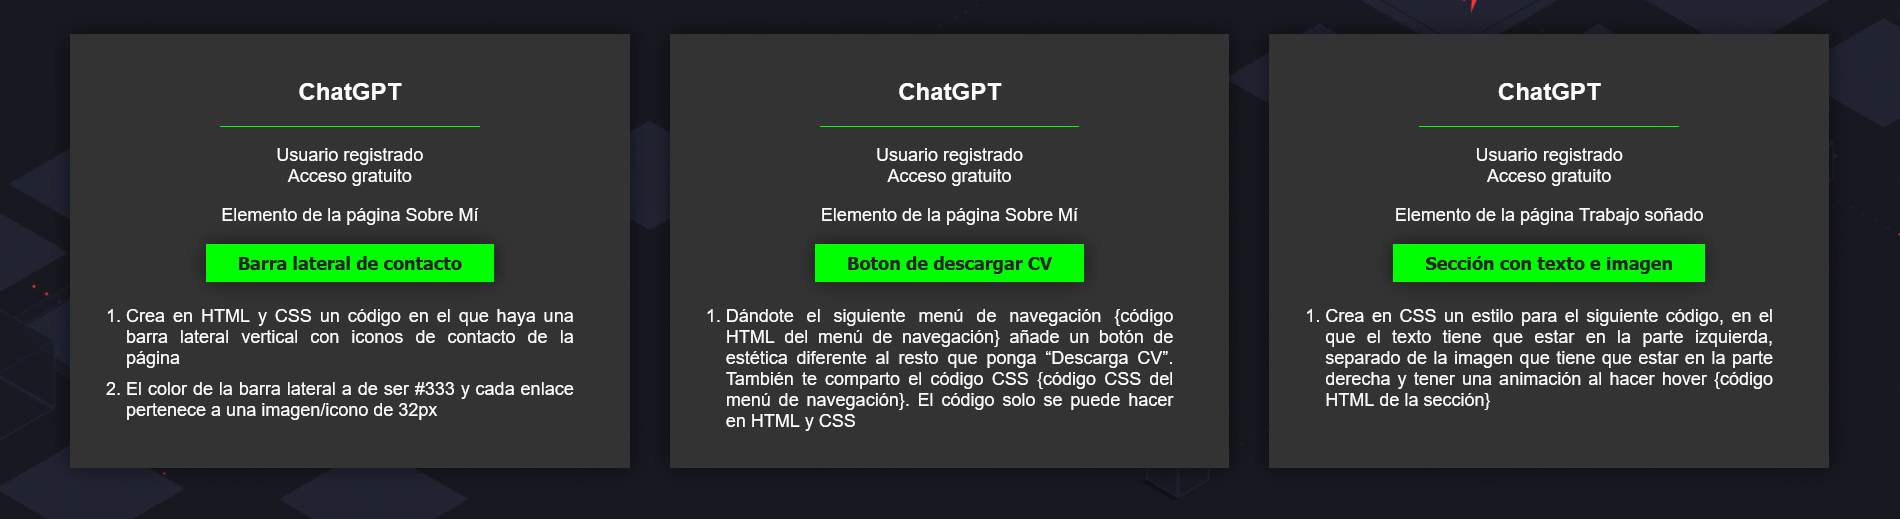 ChatGPT
Usuario registrado
Acceso gratuito
Elemento de la página Sobre Mí
Barra lateral de contacto
1. Crea en HTML y CSS un código en el que haya una
barra lateral vertical con iconos de contacto de la
página
2. El color de la barra lateral a de ser #333 y cada enlace
pertenece a una imagen/icono de 32px
ChatGPT
Usuario registrado
Acceso gratuito
Elemento de la página Sobre Mí
Boton de descargar CV
1. Dándote el siguiente menú de navegación {código
HTML del menú de navegación} añade un botón de
estética diferente al resto que ponga “Descarga CV”.
También te comparto el código CSS {código CSS del
menú de navegación}. El código solo se puede hacer
en HTML y CSS
ChatGPT
Usuario registrado
Acceso gratuito
Elemento de la página Trabajo soñado
Sección con texto e imagen
1. Crea en CSS un estilo para el siguiente código, en el
que el texto tiene que estar en la parte izquierda,
separado de la imagen que tiene que estar en la parte
derecha y tener una animación al hacer hover {código
HTML de la sección}